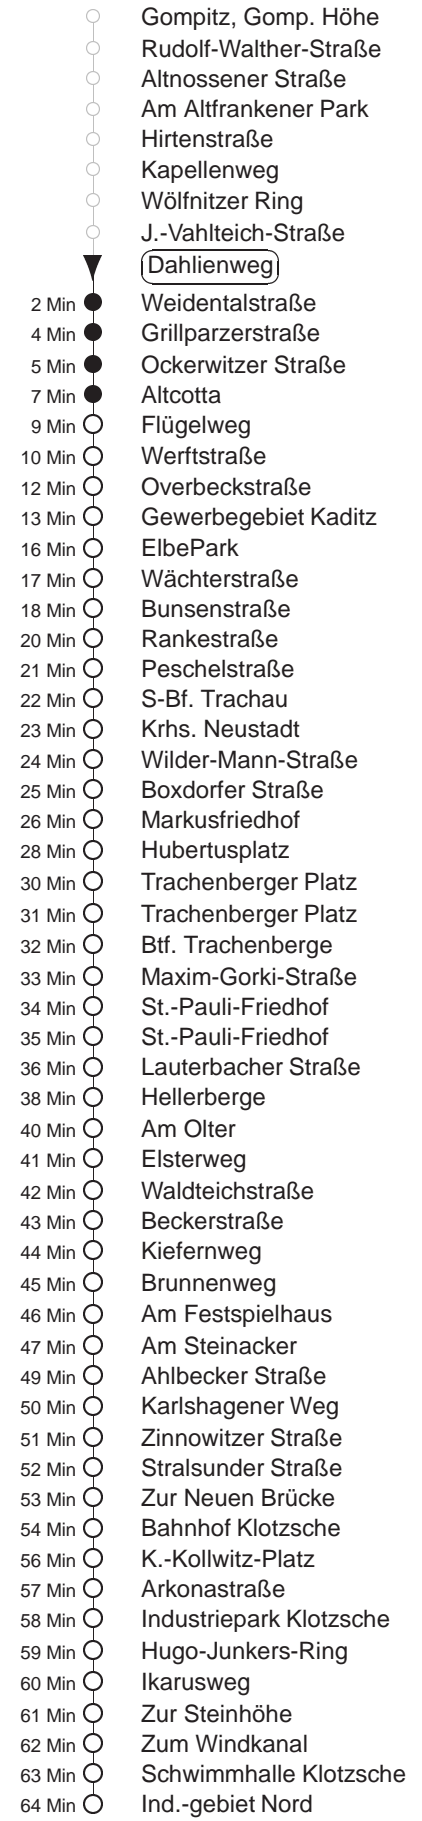 Gompitz, Gomp. Höhe
Rudolf-Walther-Straße
Altnossener Straße
Am Altfrankener Park
Hirtenstraße
Kapellenweg
Wölfnitzer Ring
J.-Vahlteich-Straße
Dahlienweg
2 Min Weidentalstraße
4 Min Grillparzerstraße
5 Min Ockerwitzer Straße
7 Min Altcotta
9 Min Flügelweg
10 Min Werftstraße
12 Min Overbeckstraße
13 Min Gewerbegebiet Kaditz
16 Min ElbePark
17 Min Wächterstraße
18 Min Bunsenstraße
20 Min Rankestraße
21 Min Peschelstraße
22 Min S-Bf. Trachau
23 Min Krhs. Neustadt
24 Min Wilder-Mann-Straße
25 Min Boxdorfer Straße
26 Min Markusfriedhof
28 Min Hubertusplatz
30 Min Trachenberger Platz
31 Min Trachenberger Platz
32 Min Btf. Trachenberge
33 Min Maxim-Gorki-Straße
34 Min St.-Pauli-Friedhof
35 Min St.-Pauli-Friedhof
36 Min Lauterbacher Straße
38 Min Hellerberge
40 Min Am Olter
41 Min Elsterweg
42 Min Waldteichstraße
43 Min Beckerstraße
44 Min Kiefernweg
45 Min Brunnenweg
46 Min Am Festspielhaus
47 Min Am Steinacker
49 Min Ahlbecker Straße
50 Min Karlshagener Weg
51 Min Zinnowitzer Straße
52 Min Stralsunder Straße
53 Min Zur Neuen Brücke
54 Min Bahnhof Klotzsche
56 Min K.-Kollwitz-Platz
57 Min Arkonastraße
58 Min Industriepark Klotzsche
59 Min Hugo-Junkers-Ring
60 Min Ikarusweg
61 Min Zur Steinhöhe
62 Min Zum Windkanal
63 Min Schwimmhalle Klotzsche
64 Min Ind.-gebiet Nord